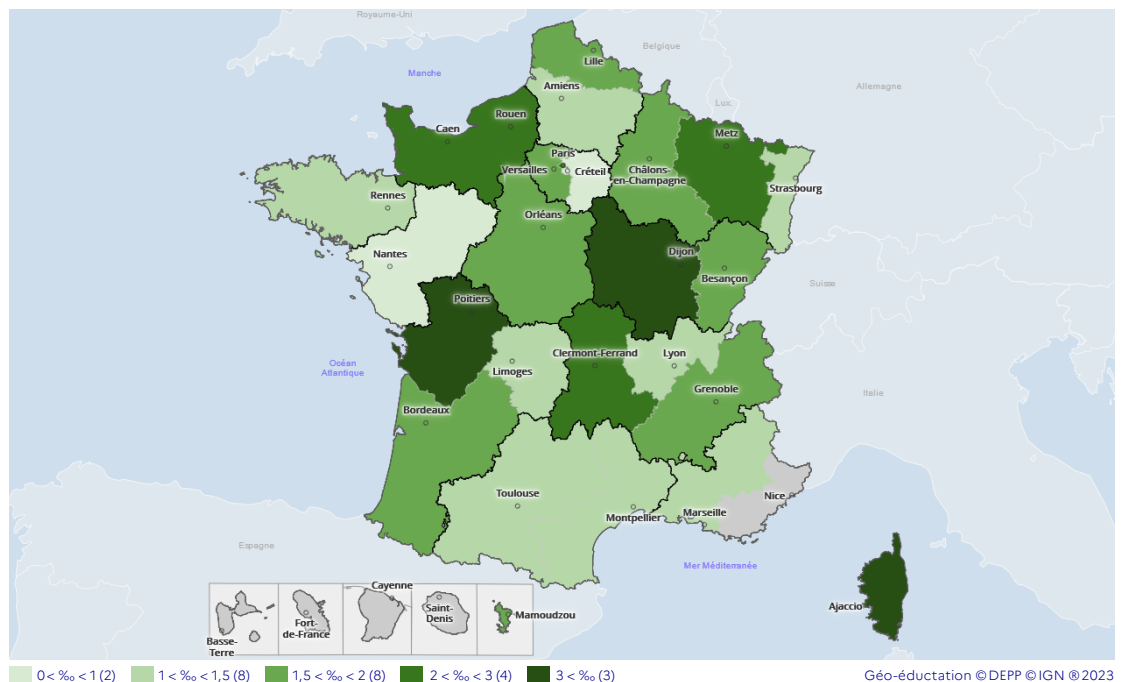 Royaume-Uni
Belgique
Lille
Manche
Allemagne
Amiens
Lux.
Rouen
Caen
Metz
Paris
Versailles
Créteil
Châlons-
en-Champagne
Strasbourg
Rennes
Orléans
Nantes
Dijon
Besançon
Suisse
Poitiers
Clermont-Ferrand
Lyon
Océan
Atlantique
Limoges
Grenoble
Italie
Bordeaux
Toulouse
Nice
Montpellier
Marseille
Espagne
Mer Méditerranée
Cayenne
Ajaccio
Saint-
Denis
Mamoudzou
Fort-
de-France
Basse-
Terre
0 < ‰ < 1 (2)
1 < ‰ < 1,5 (8)
1,5 < ‰ < 2 (8)
2 < ‰ < 3 (4)
3 < ‰ (3)
Géo-éductation © DEPP © IGN ® 2023